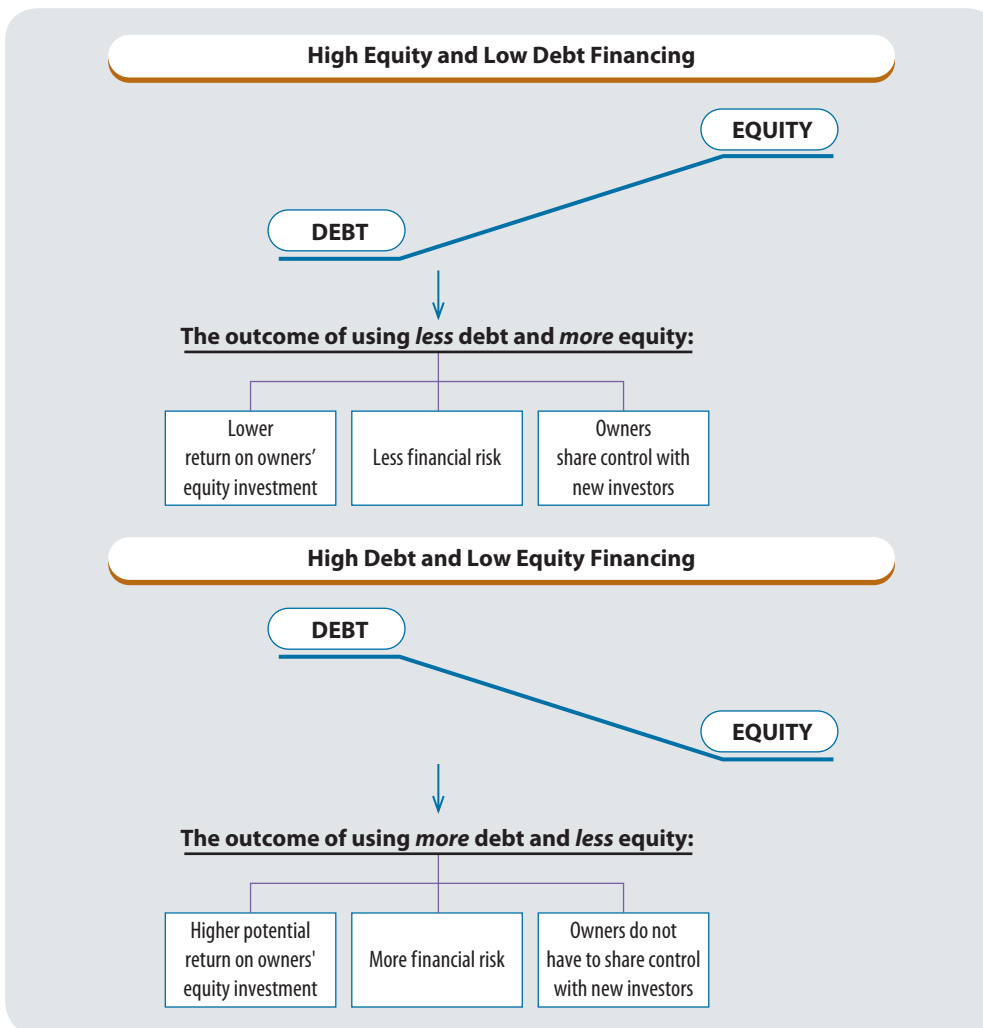 High Equity and Low Debt Financing
EQUITY
DEBT
The outcome of using less debt and more equity:
Lower
return on owners’
equity investment
Less financial risk
Owners
share control with
new investors
High Debt and Low Equity Financing
DEBT
EQUITY
The outcome of using more debt and less equity:
Higher potential
return on owners'
equity investment
More financial risk
Owners do not
have to share control
with new investors